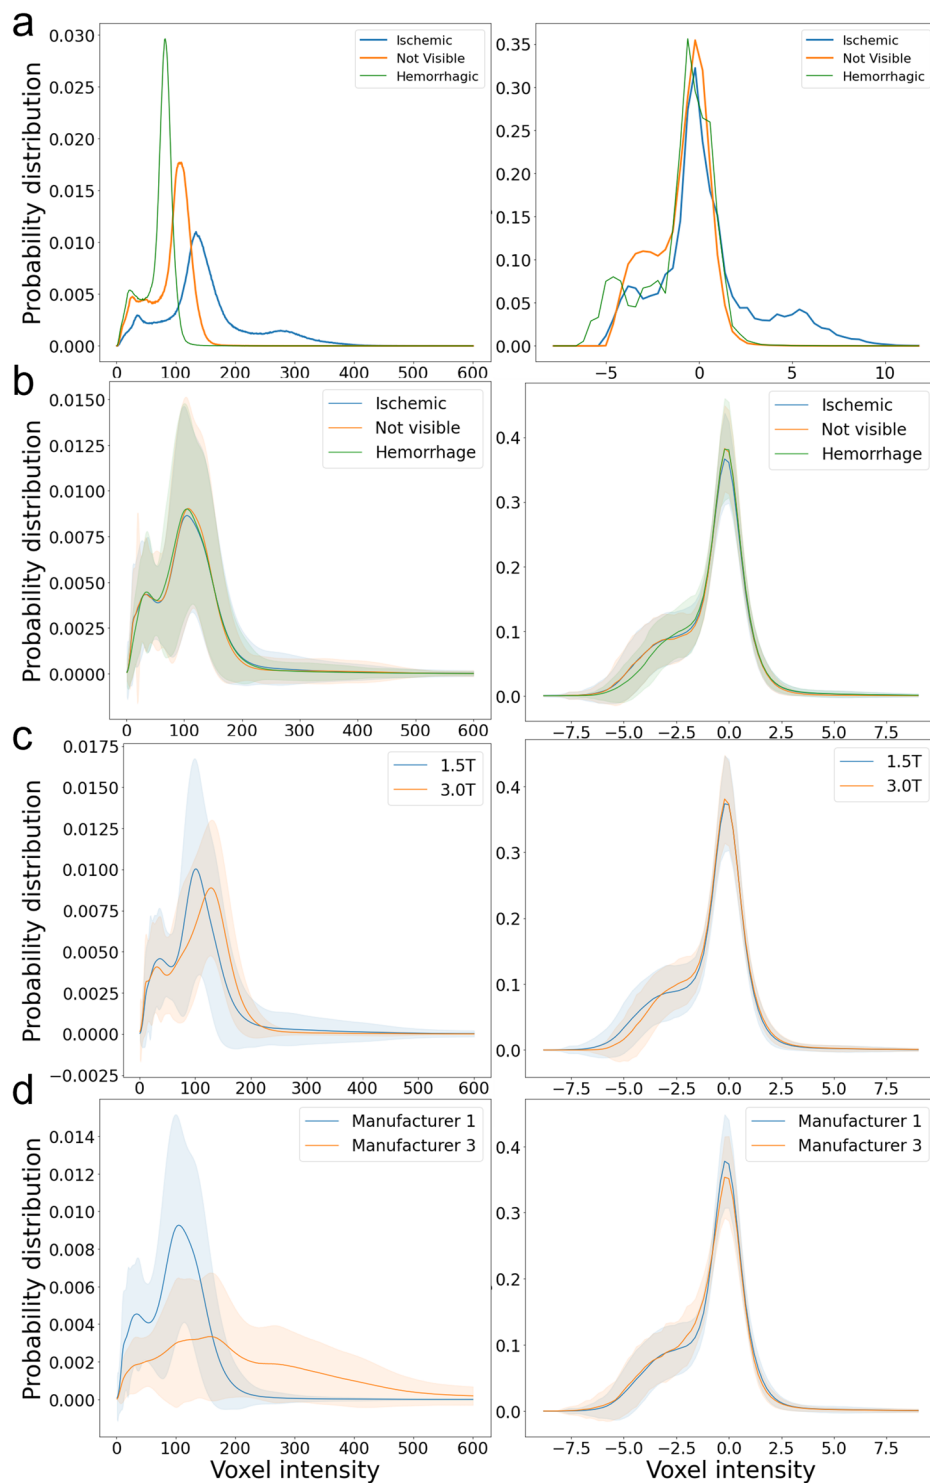 a
Probability distribution
0.030
0.025
0.020
0.015
0.010
0.005
0.000
0 100 200 300 400 500 600
Ischemic
Not Visible
Hemorrhagic
0.35
0.30
0.25
0.20
0.15
0.10
0.05
0.00
−5 0 5 10
Ischemic
Not Visible
Hemorrhagic
b
Probability distribution
0.0150
0.0125
0.0100
0.0075
0.0050
0.0025
0.0000
0 100 200 300 400 500 600
Ischemic
Not visible
Hemorrhage
0.4
0.3
0.2
0.1
0.0
−7.5 −5.0 −2.5 0.0 2.5 5.0 7.5
Ischemic
Not visible
Hemorrhage
c
Probability distribution
0.0175
0.0150
0.0125
0.0100
0.0075
0.0050
0.0025
0.0000
−0.0025
0 100 200 300 400 500 600
1.5T
3.0T
0.4
0.3
0.2
0.1
0.0
−7.5 −5.0 −2.5 0.0 2.5 5.0 7.5
1.5T
3.0T
d
Probability distribution
0.014
0.012
0.010
0.008
0.006
0.004
0.002
0.000
0 100 200 300 400 500 600
Voxel intensity
Manufacturer 1
Manufacturer 3
0.4
0.3
0.2
0.1
0.0
−7.5 −5.0 −2.5 0.0 2.5 5.0 7.5
Voxel intensity
Manufacturer 1
Manufacturer 3